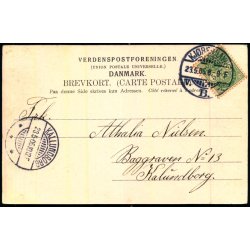 VERDENSPOSTFORENINGEN
(UNION POSTALE UNIVERSELLE.)
DANMARK.
BREVKORT. (CARTE POSTALE.)
Paa denne Side skrives kun Adressen. Côté réservé à l'adresse.
Frk.
Athalia Nielsen.
Baggraven No 13
Kalundborg.
KALUNDBORG